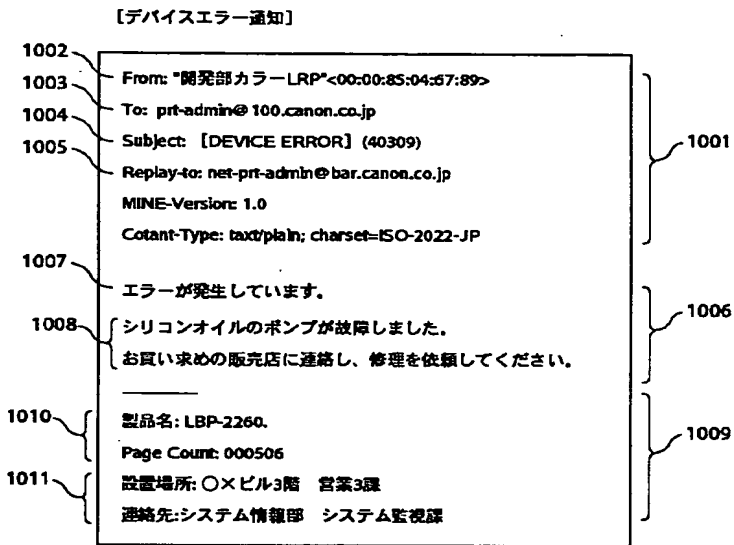 [デバイスエラー通知]
1002
1003
1004
1005
From: "開発部カラーLRP"<00:00:85:04:67:89>
To: prt-admin@100.canon.co.jp
Subject: [DEVICE ERROR] (40309)
Replay-to: net-prt-admin@bar.canon.co.jp
MINE-Version: 1.0
Cotant-Type: taxt/plain; charset=ISO-2022-JP
1001
1007
エラーが発生しています。
1008
シリコンオイルのポンプが故障しました。
お買い求めの販売店に連絡し、修理を依頼してください。
1006
1010
製品名: LBP-2260.
Page Count: 000506
1011
設置場所: ○×ビル3階 営業3課
連絡先:システム情報部 システム監視課
1009